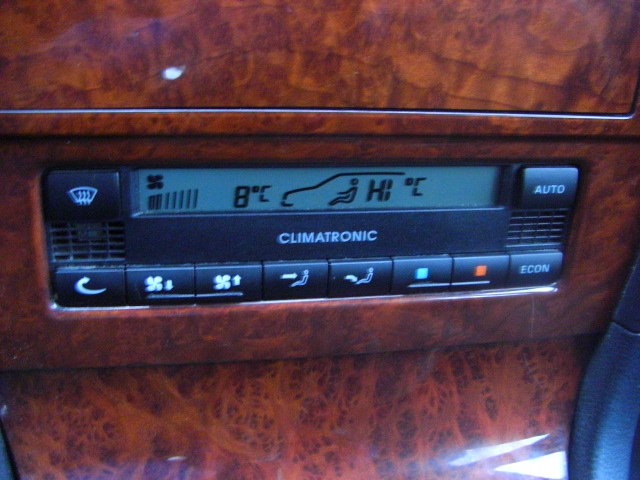 8°C HI °C
AUTO
CLIMATRONIC
ECON